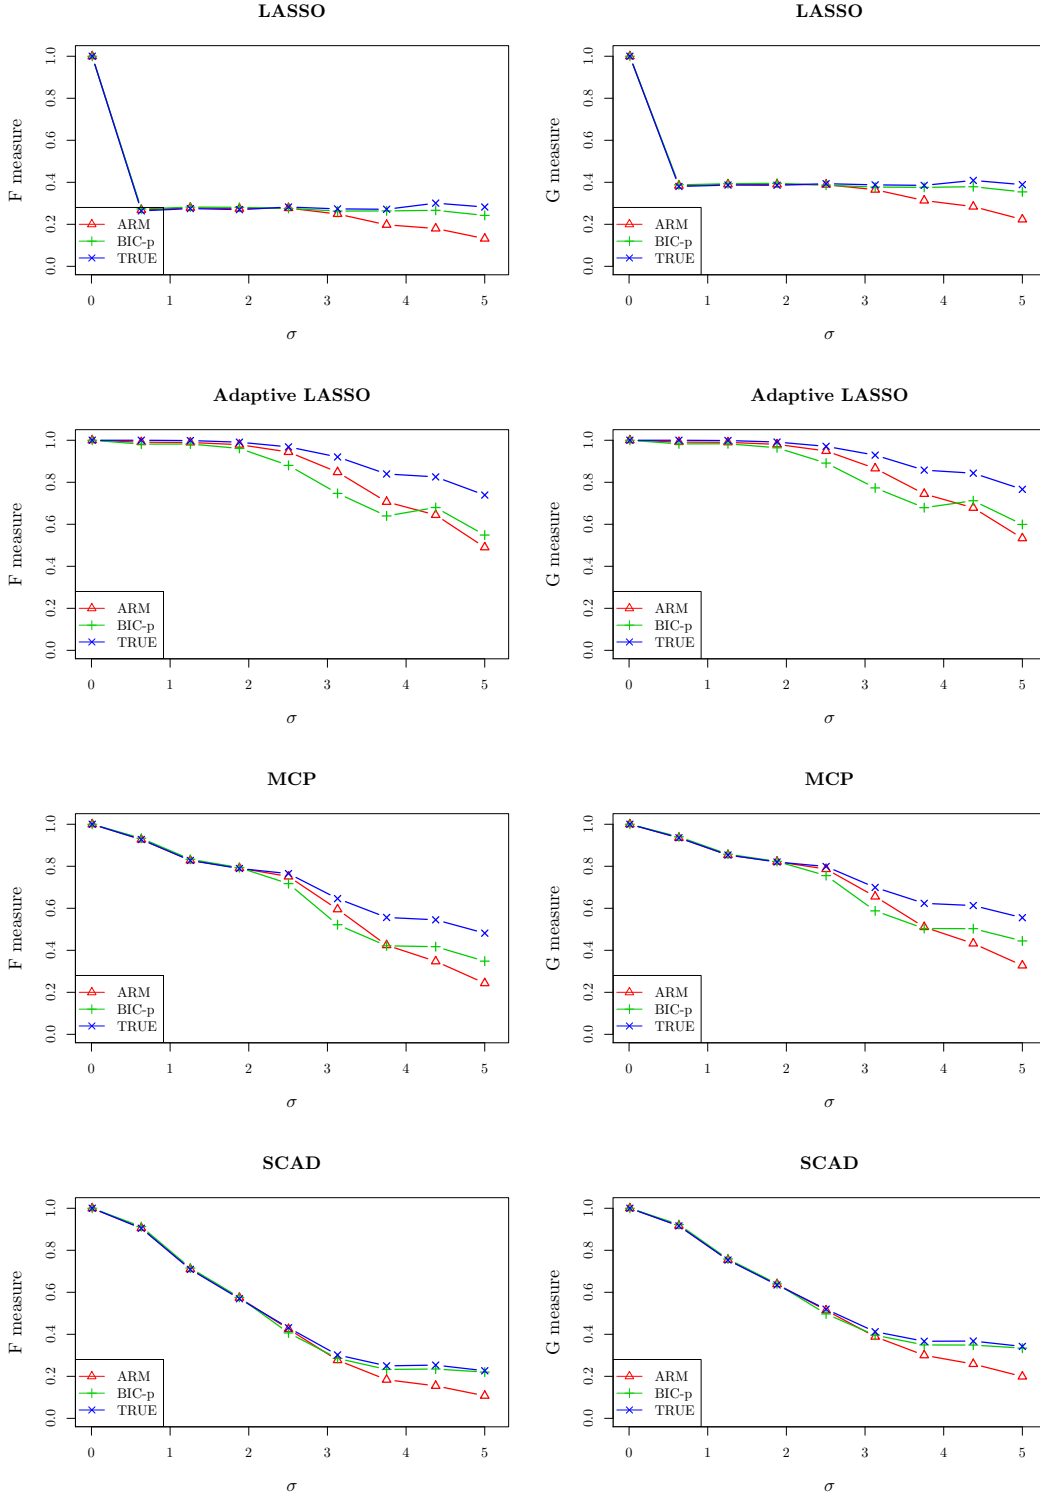 LASSO
F measure
1.0
0.8
0.6
0.4
0.2
0.0
ARM
BIC-p
TRUE
0 1 2 3 4 5
σ
LASSO
G measure
1.0
0.8
0.6
0.4
0.2
0.0
ARM
BIC-p
TRUE
0 1 2 3 4 5
σ
Adaptive LASSO
F measure
1.0
0.8
0.6
0.4
0.2
0.0
ARM
BIC-p
TRUE
0 1 2 3 4 5
σ
Adaptive LASSO
G measure
1.0
0.8
0.6
0.4
0.2
0.0
ARM
BIC-p
TRUE
0 1 2 3 4 5
σ
MCP
F measure
1.0
0.8
0.6
0.4
0.2
0.0
ARM
BIC-p
TRUE
0 1 2 3 4 5
σ
MCP
G measure
1.0
0.8
0.6
0.4
0.2
0.0
ARM
BIC-p
TRUE
0 1 2 3 4 5
σ
SCAD
F measure
1.0
0.8
0.6
0.4
0.2
0.0
ARM
BIC-p
TRUE
0 1 2 3 4 5
σ
SCAD
G measure
1.0
0.8
0.6
0.4
0.2
0.0
ARM
BIC-p
TRUE
0 1 2 3 4 5
σ